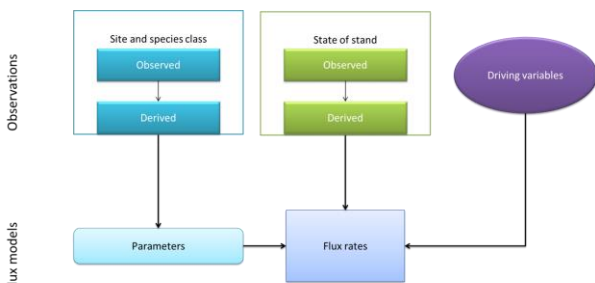 Observations
Site and species class
Observed
Derived
State of stand
Observed
Derived
Driving variables
lux models
Parameters
Flux rates